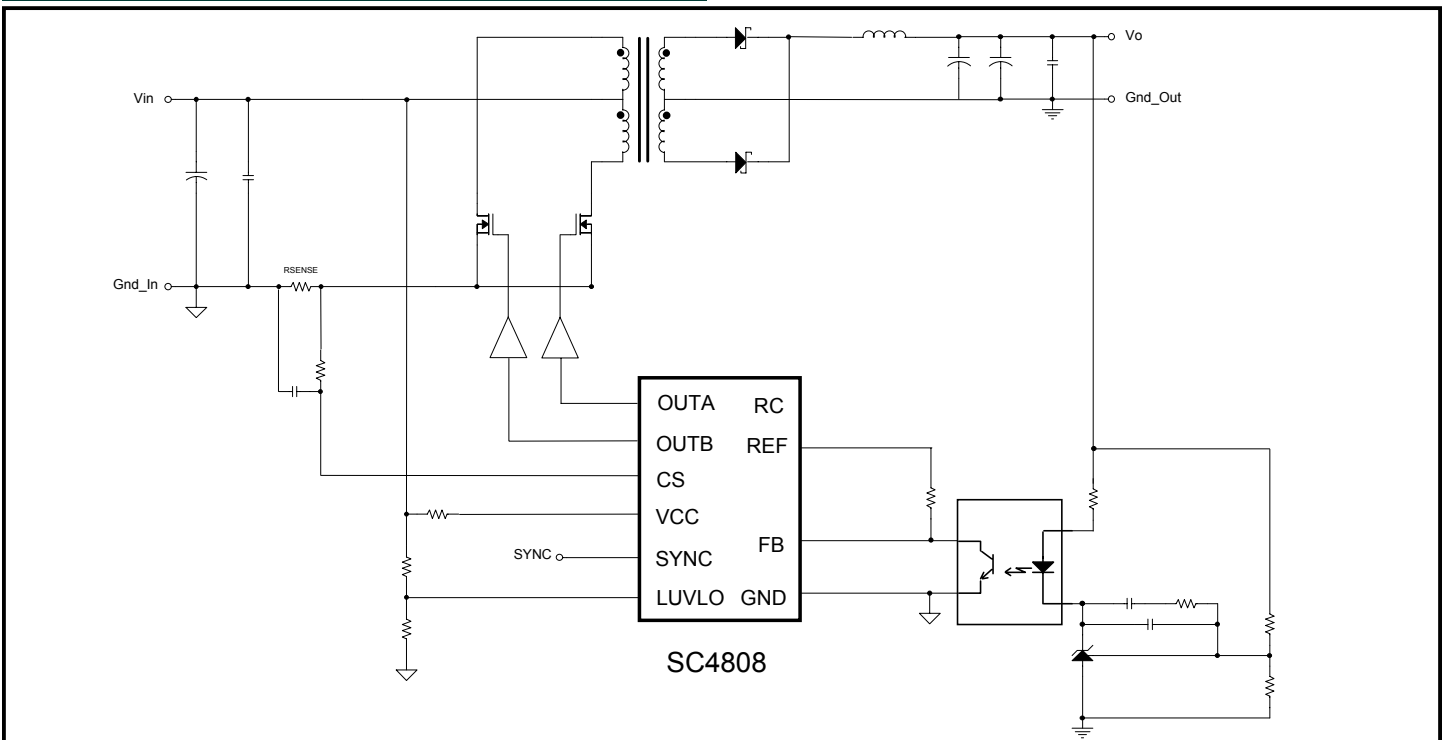 Vo
Vin
Gnd_Out
Gnd_In
RSENSE
OUTA
RC
OUTB
REF
CS
VCC
FB
SYNC
SYNC
LUVLO
GND
SC4808